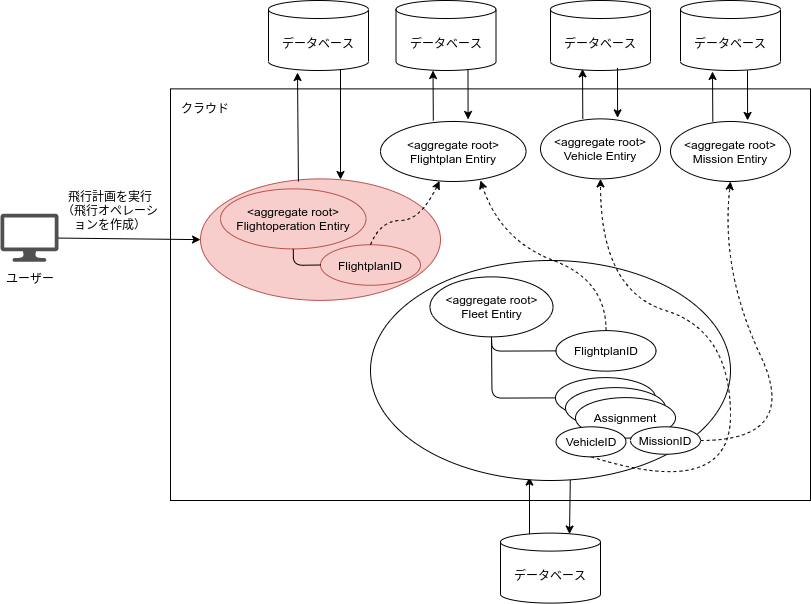 データベース
データベース
データベース
データベース
クラウド
<aggregate root>
Flightplan Entiry
<aggregate root>
Vehicle Entiry
<aggregate root>
Mission Entiry
飛行計画を実行
（飛行オペレーシ
ョンを作成）
ユーザー
<aggregate root>
Flightoperation Entiry
FlightplanID
<aggregate root>
Fleet Entiry
FlightplanID
Assignment
VehicleID
MissionID
データベース